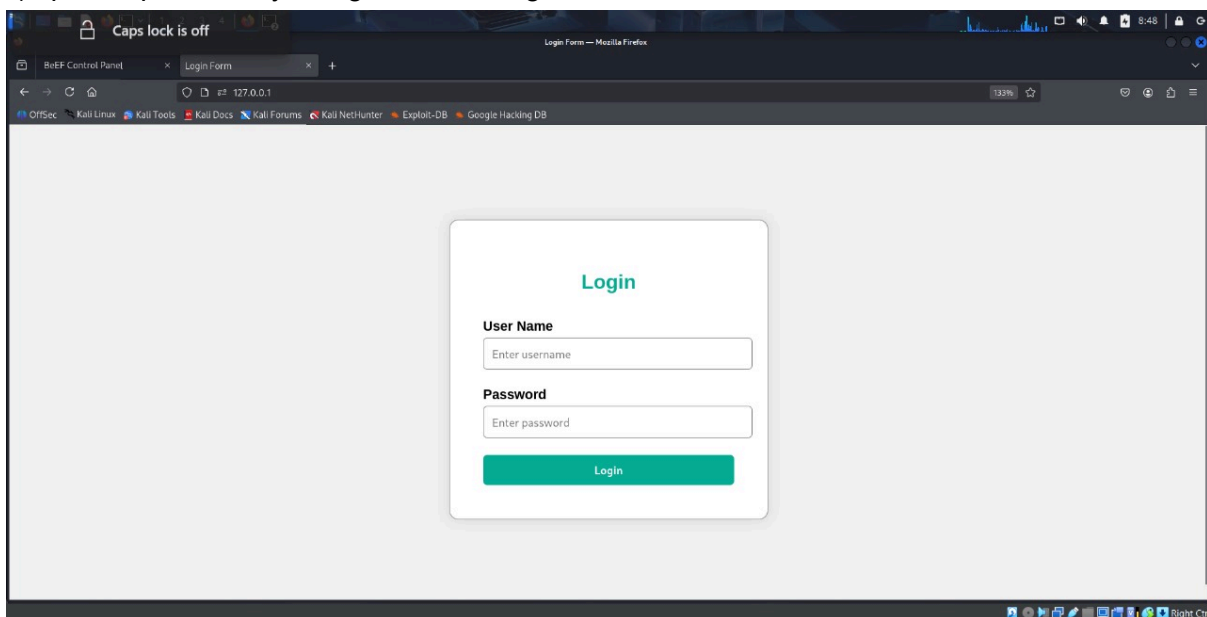 Caps lock is off
8:48
Login Form — Mozilla Firefox
BeEF Control Panel
Login Form
127.0.0.1
133%
OffSec Kali Linux Kali Tools Kali Docs Kali Forums Kali NetHunter Exploit-DB Google Hacking DB
Login
User Name
Enter username
Password
Enter password
Login